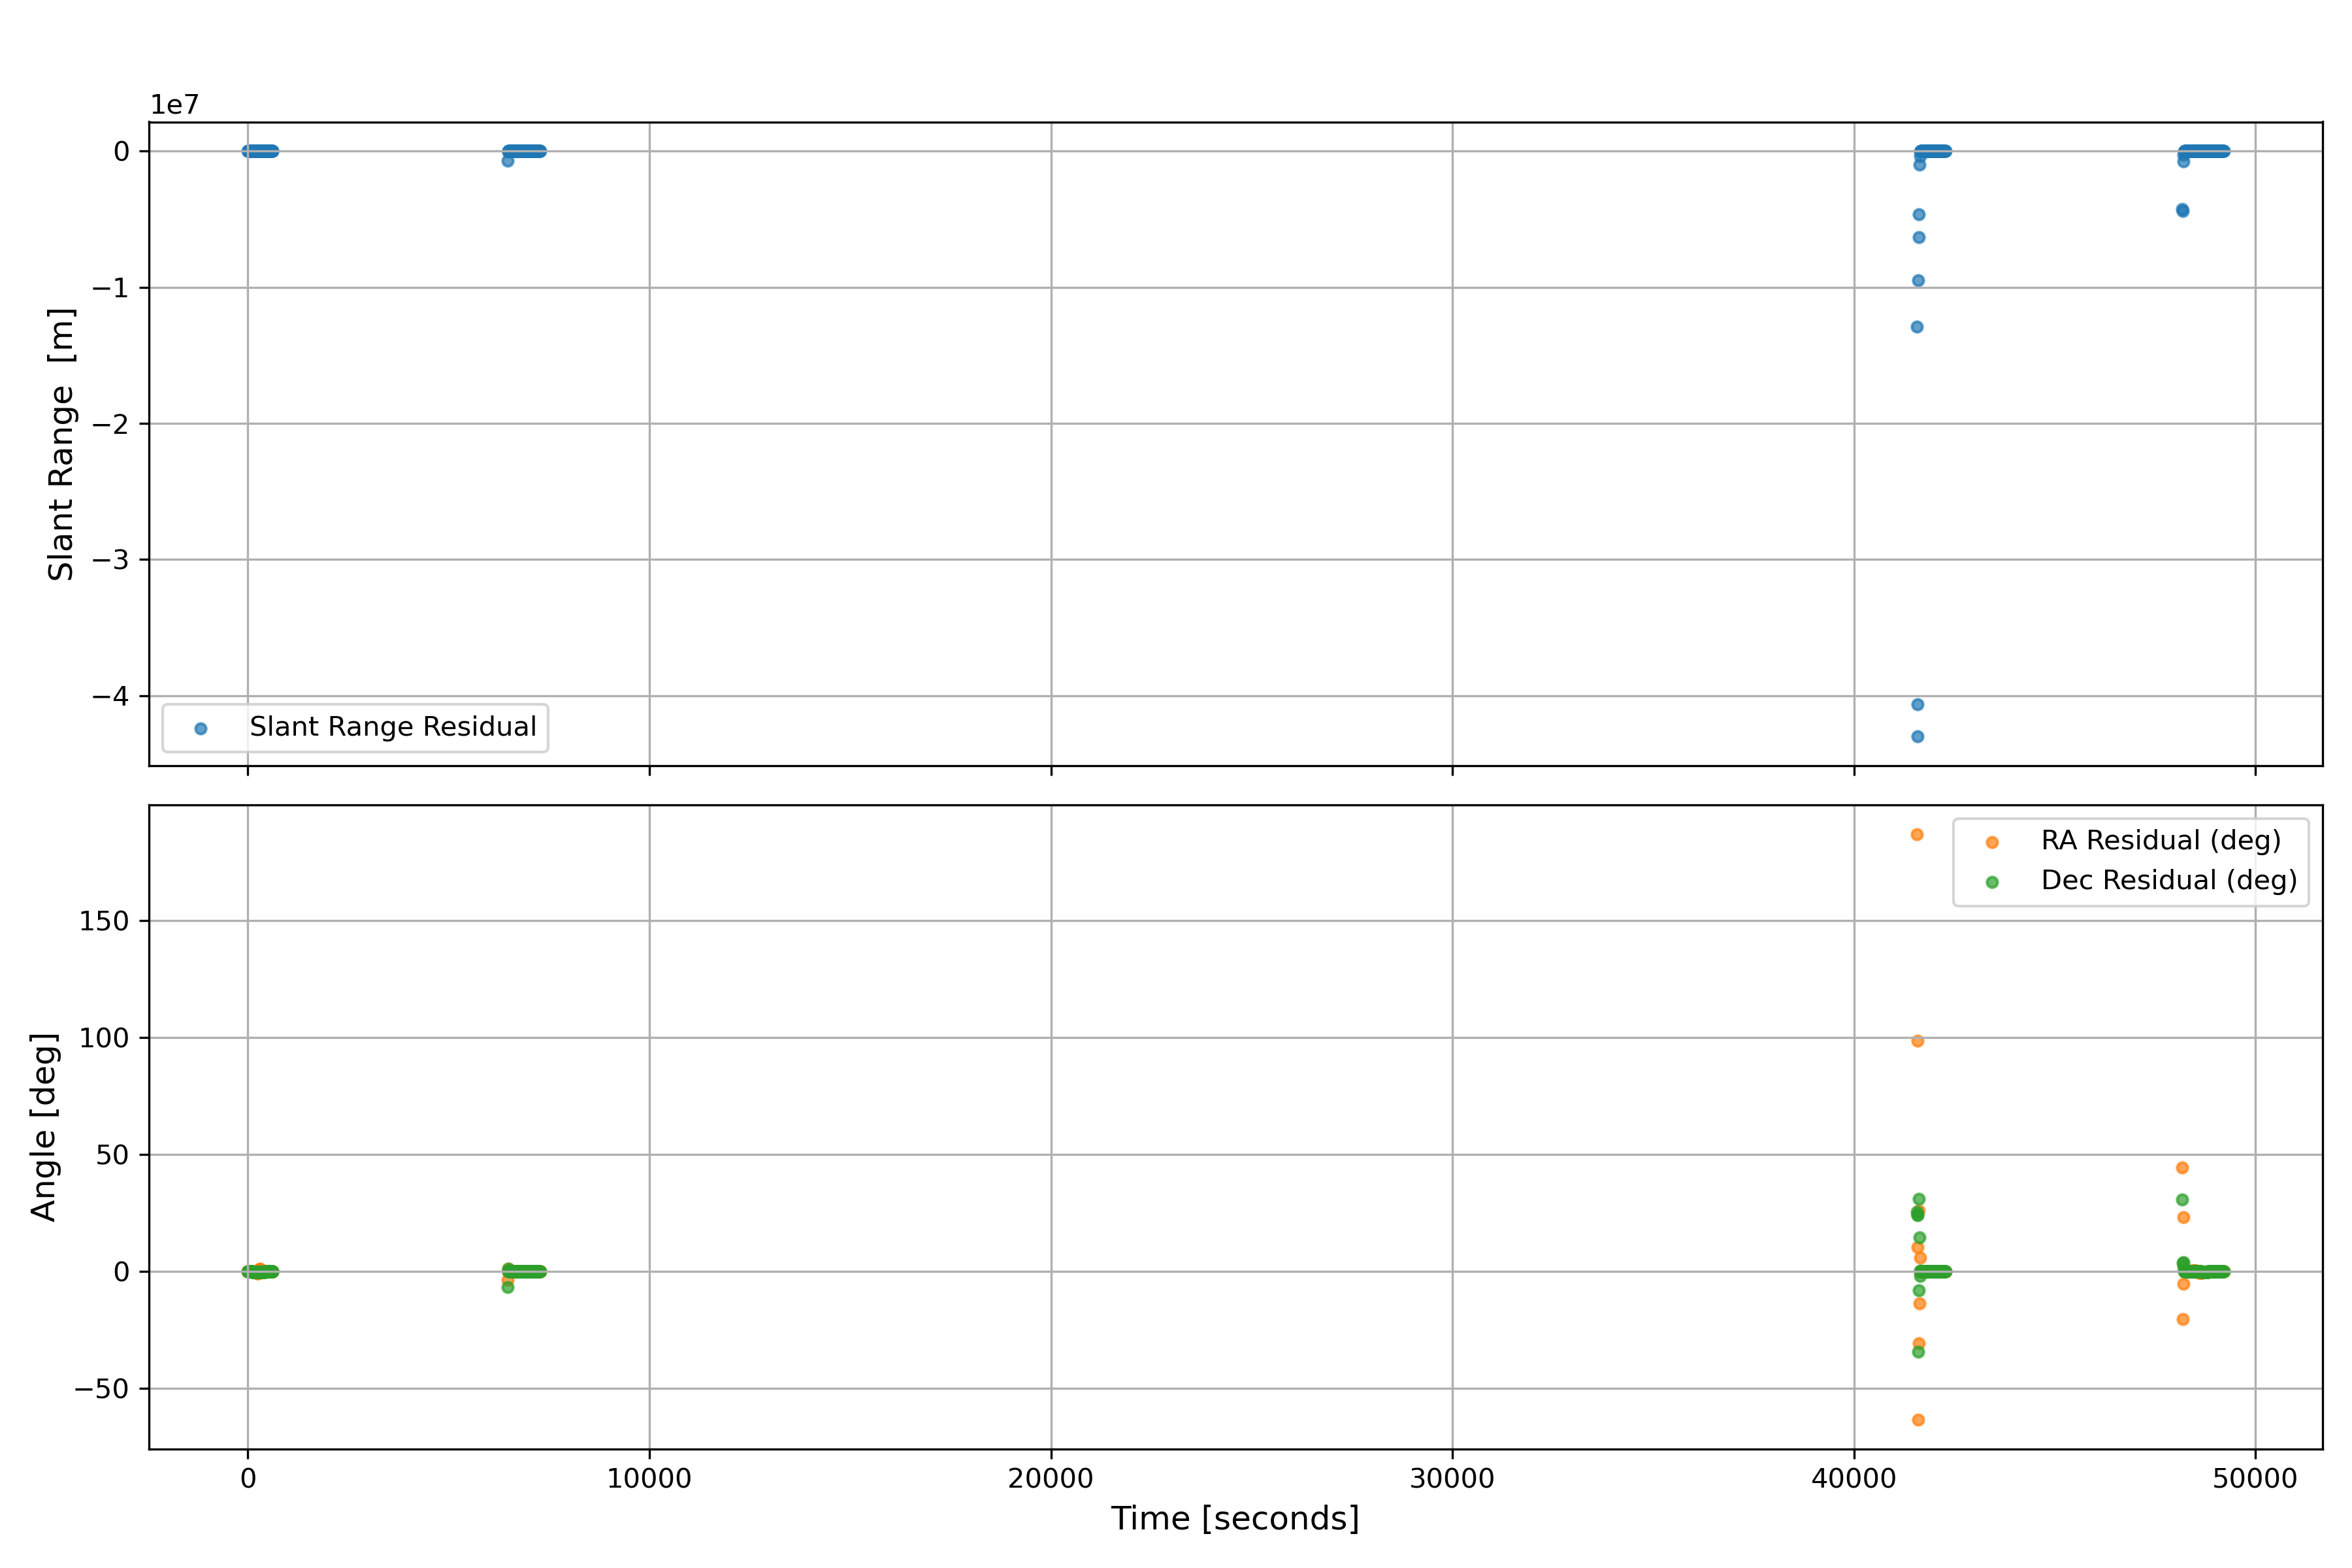 1e7
0
−1
−2
−3
−4
Slant Range  [m]
Slant Range Residual
RA Residual (deg)
Dec Residual (deg)
150
100
50
0
−50
Angle [deg]
0 10000 20000 30000 40000 50000
Time [seconds]